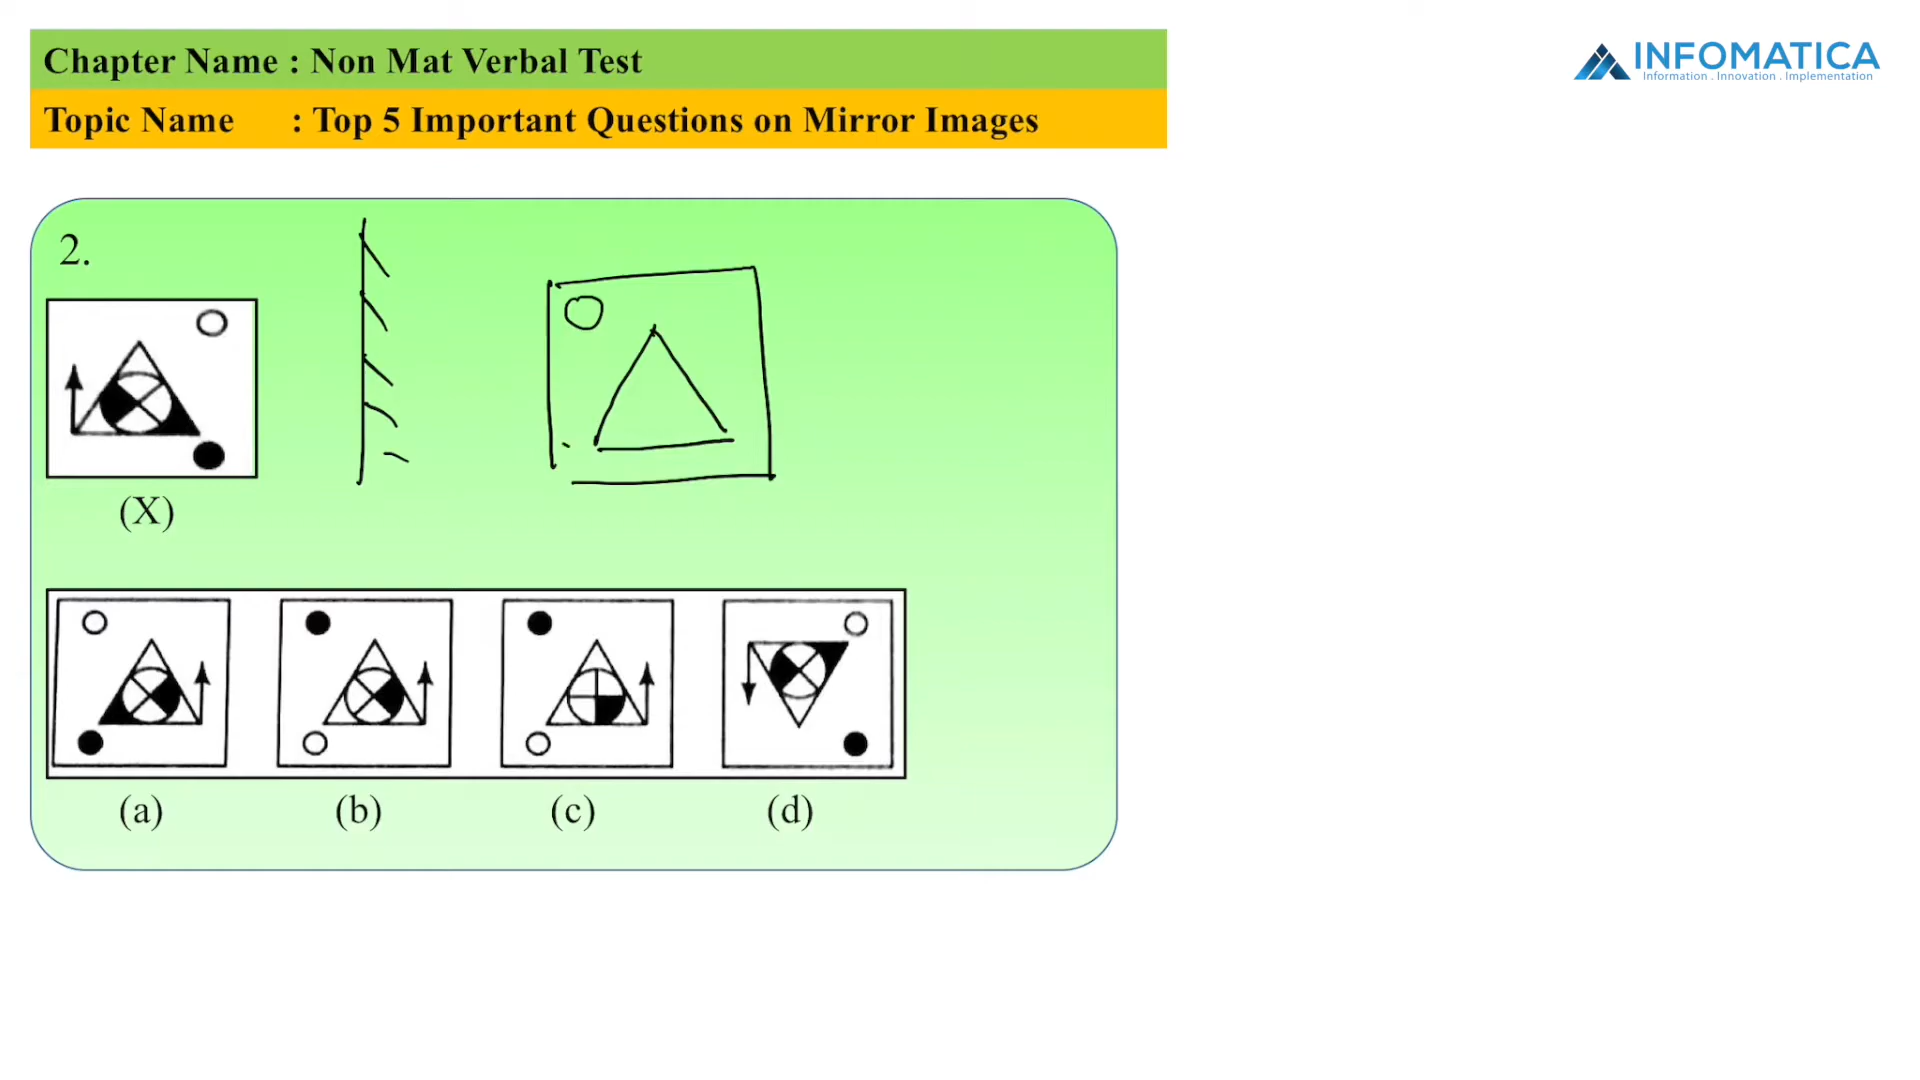 Chapter Name : Non Mat Verbal Test
INFOMATICA
Information . Innovation . Implementation
Topic Name : Top 5 Important Questions on Mirror Images
2.
(X)
(a) (b) (c) (d)